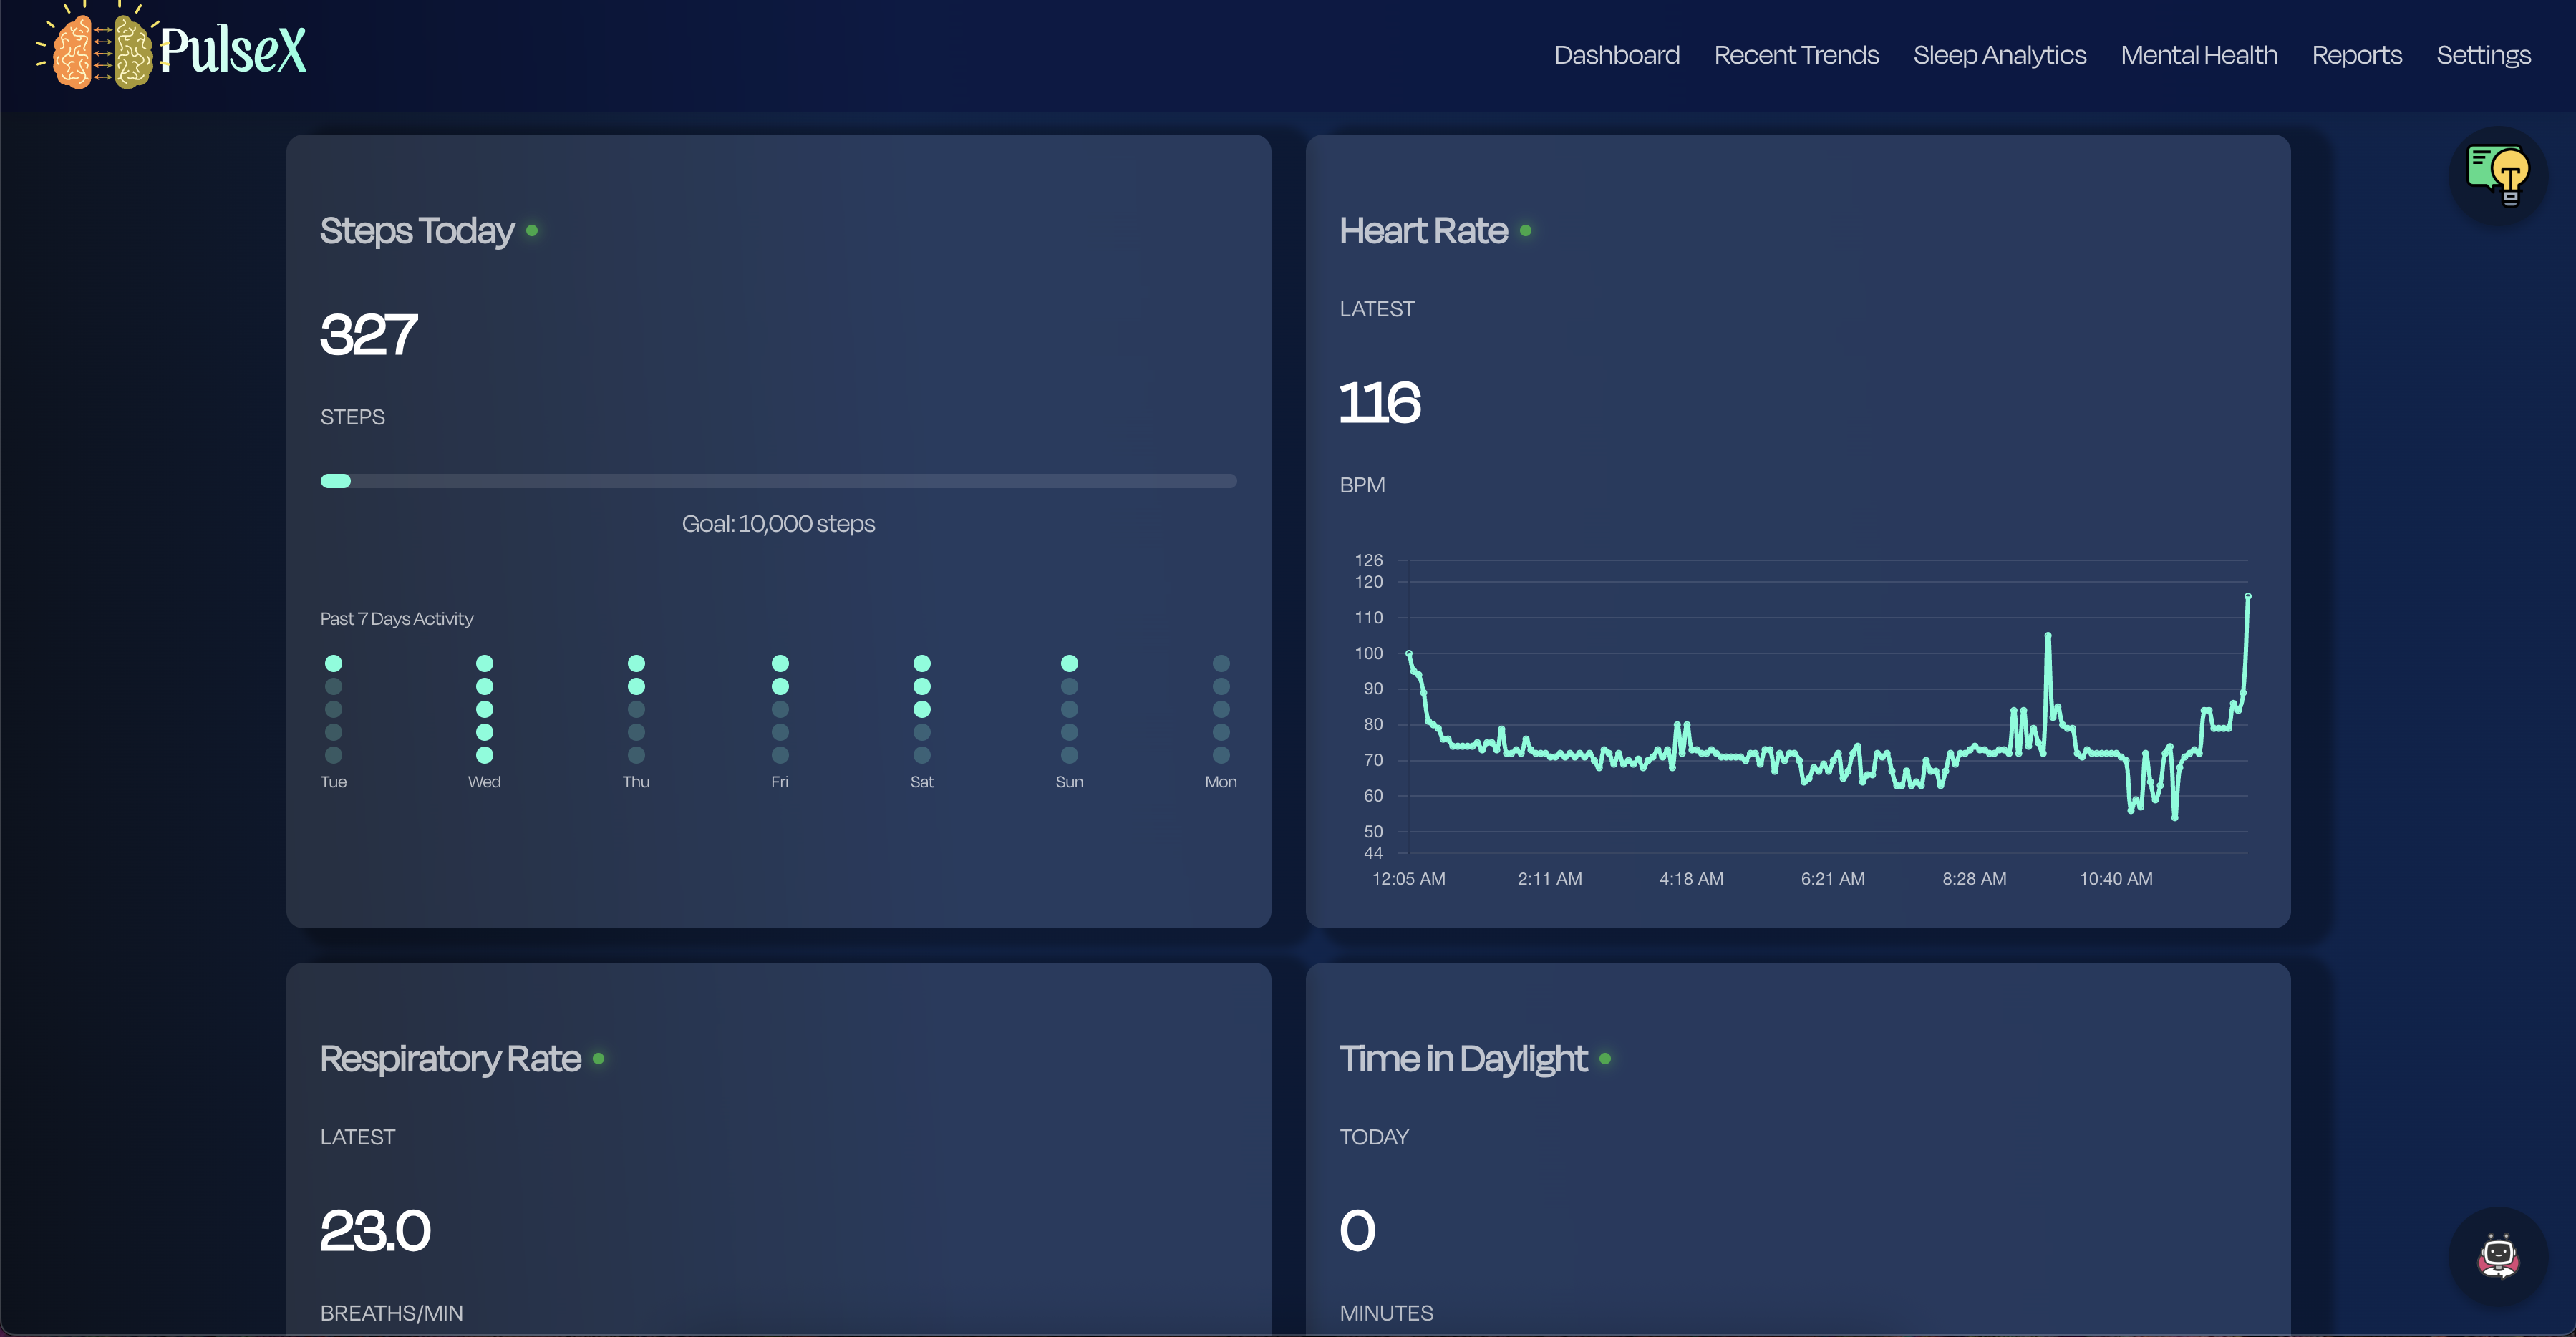 PulseX
Dashboard Recent Trends Sleep Analytics Mental Health Reports Settings
Steps Today
327
STEPS
Goal: 10,000 steps
Past 7 Days Activity
Tue Wed Thu Fri Sat Sun Mon
Heart Rate
LATEST
116
BPM
126
120
110
100
90
80
70
60
50
44
12:05 AM 2:11 AM 4:18 AM 6:21 AM 8:28 AM 10:40 AM
Respiratory Rate
LATEST
23.0
BREATHS/MIN
Time in Daylight
TODAY
0
MINUTES